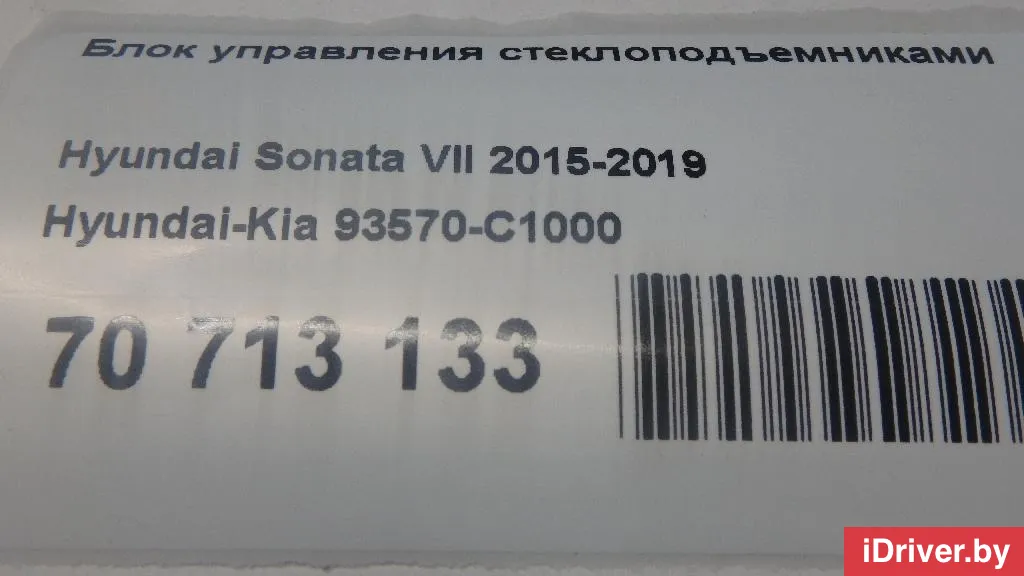 Блок управления стеклоподъемниками
Hyundai Sonata VII 2015-2019
Hyundai-Kia 93570-C1000
70 713 133
iDriver.by